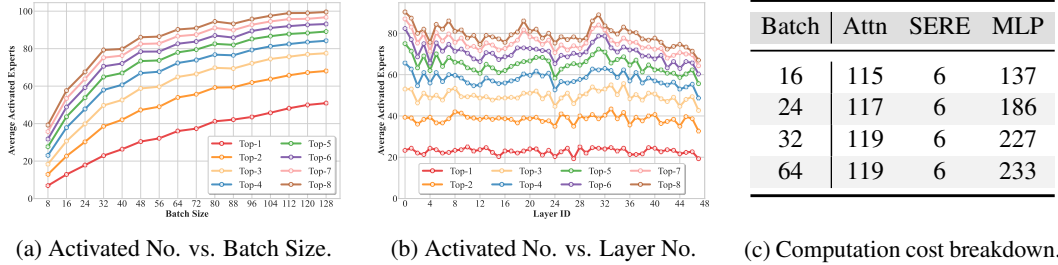 100
80
60
40
20
0
Average Activated Experts
8 16 24 32 40 48 56 64 72 80 88 96 104 112 120 128
Batch Size
Top-1 Top-5
Top-2 Top-6
Top-3 Top-7
Top-4 Top-8
(a) Activated No. vs. Batch Size.
80
60
40
20
0
Average Activated Experts
0 4 8 12 16 20 24 28 32 36 40 44 48
Layer ID
Top-1 Top-3 Top-5 Top-7
Top-2 Top-4 Top-6 Top-8
(b) Activated No. vs. Layer No.
Batch Attn SERE MLP
16 115 6 137
24 117 6 186
32 119 6 227
64 119 6 233
(c) Computation cost breakdown.